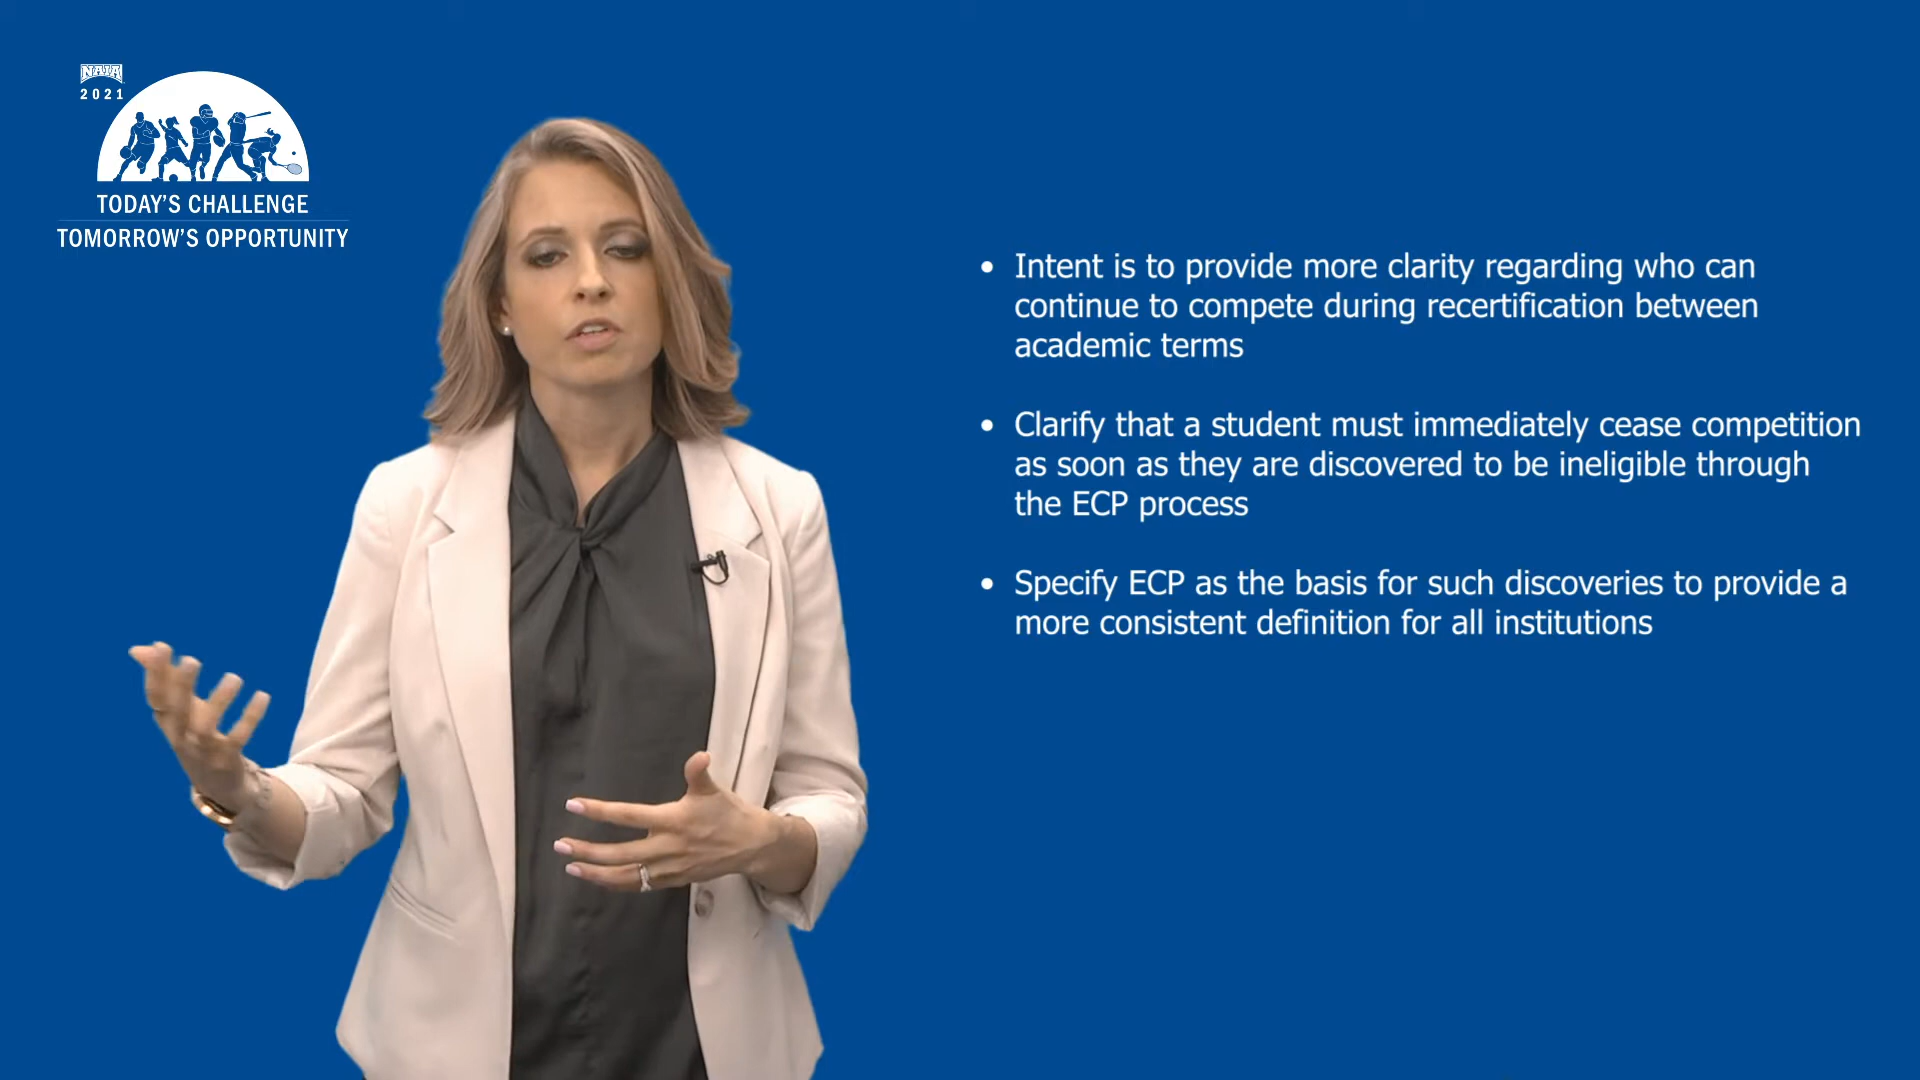 NAIA
2021
TODAY'S CHALLENGE
TOMORROW'S OPPORTUNITY
• Intent is to provide more clarity regarding who can
continue to compete during recertification between
academic terms
• Clarify that a student must immediately cease competition
as soon as they are discovered to be ineligible through
the ECP process
• Specify ECP as the basis for such discoveries to provide a
more consistent definition for all institutions